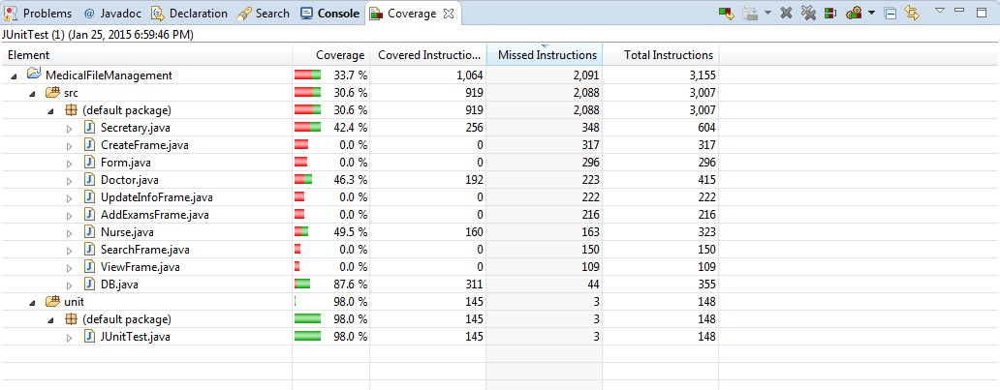 Problems @ Javadoc Declaration Search Console Coverage
JUnitTest (1) (Jan 25, 2015 6:59:46 PM)
Element Coverage Covered Instructio... Missed Instructions Total Instructions
MedicalFileManagement 33.7 % 1,064 2,091 3,155
src 30.6 % 919 2,088 3,007
(default package) 30.6 % 919 2,088 3,007
Secretary.java 42.4 % 256 348 604
CreateFrame.java 0.0 % 0 317 317
Form.java 0.0 % 0 296 296
Doctor.java 46.3 % 192 223 415
UpdateInfoFrame.java 0.0 % 0 222 222
AddExamsFrame.java 0.0 % 0 216 216
Nurse.java 49.5 % 160 163 323
SearchFrame.java 0.0 % 0 150 150
ViewFrame.java 0.0 % 0 109 109
DB.java 87.6 % 311 44 355
unit 98.0 % 145 3 148
(default package) 98.0 % 145 3 148
JUnitTest.java 98.0 % 145 3 148